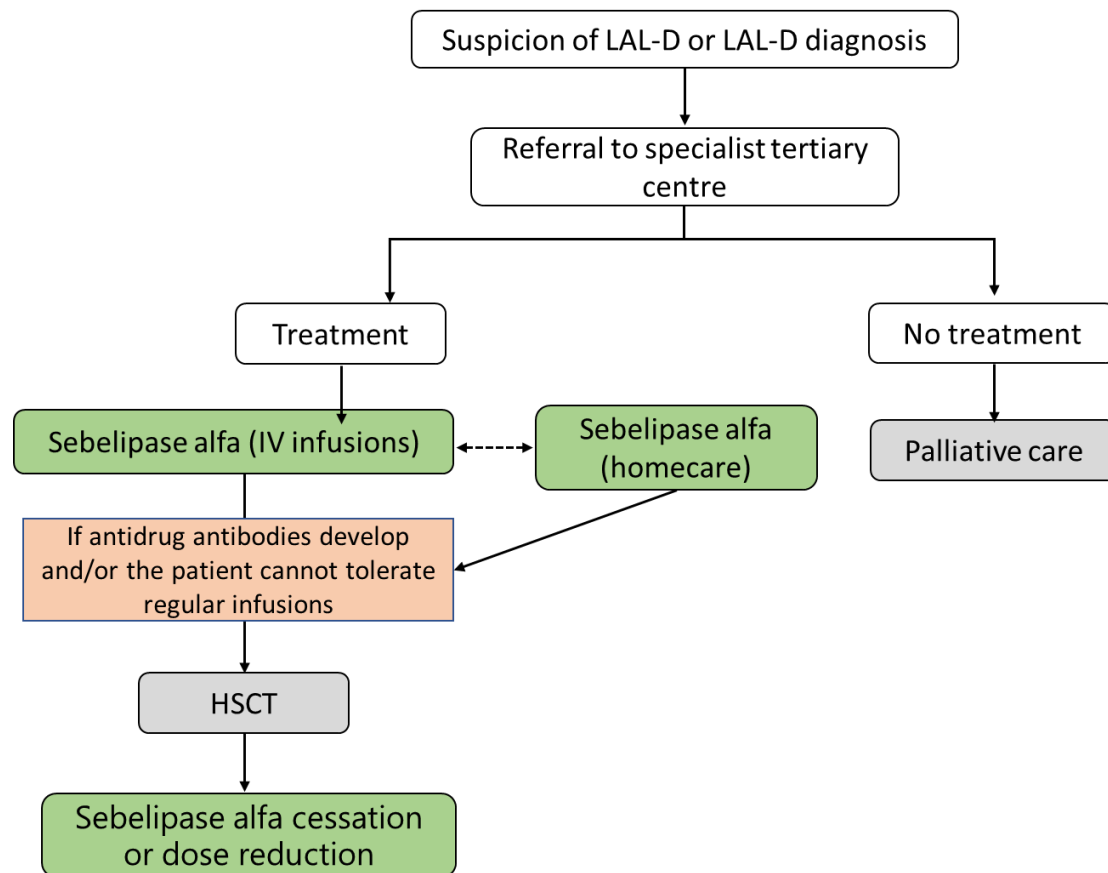 Suspicion of LAL-D or LAL-D diagnosis
Referral to specialist tertiary
centre
Treatment
No treatment
Sebelipase alfa (IV infusions)
Sebelipase alfa
(homecare)
Palliative care
If antidrug antibodies develop
and/or the patient cannot tolerate
regular infusions
HSCT
Sebelipase alfa cessation
or dose reduction